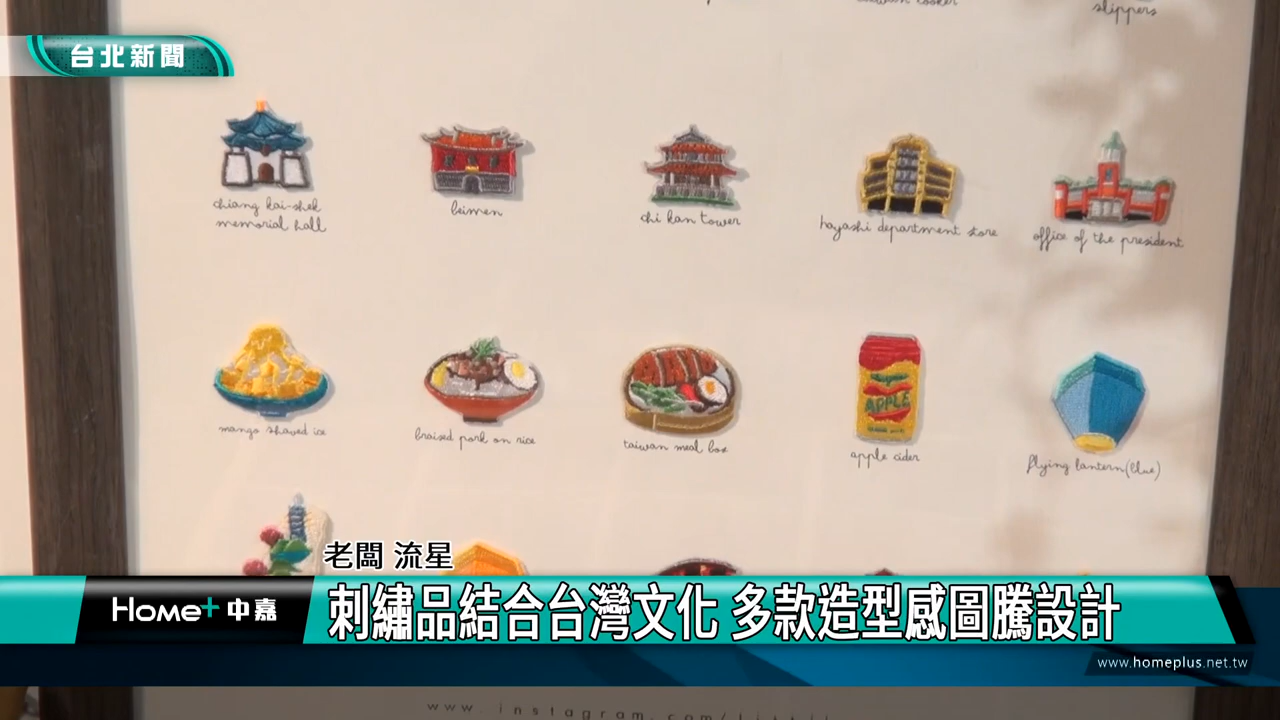 slippers
台北新聞
chiang kai-shek
memorial hall
beimen
chi kan tower
hayashi department store
office of the president
mango shaved ice
braised pork on rice
taiwan meal box
APPLE
apple cider
flying lantern(blue)
老闆 流星
Home+ 中嘉
刺繡品結合台灣文化 多款造型感圖騰設計
www.homeplus.net.tw
www.instagram.com/